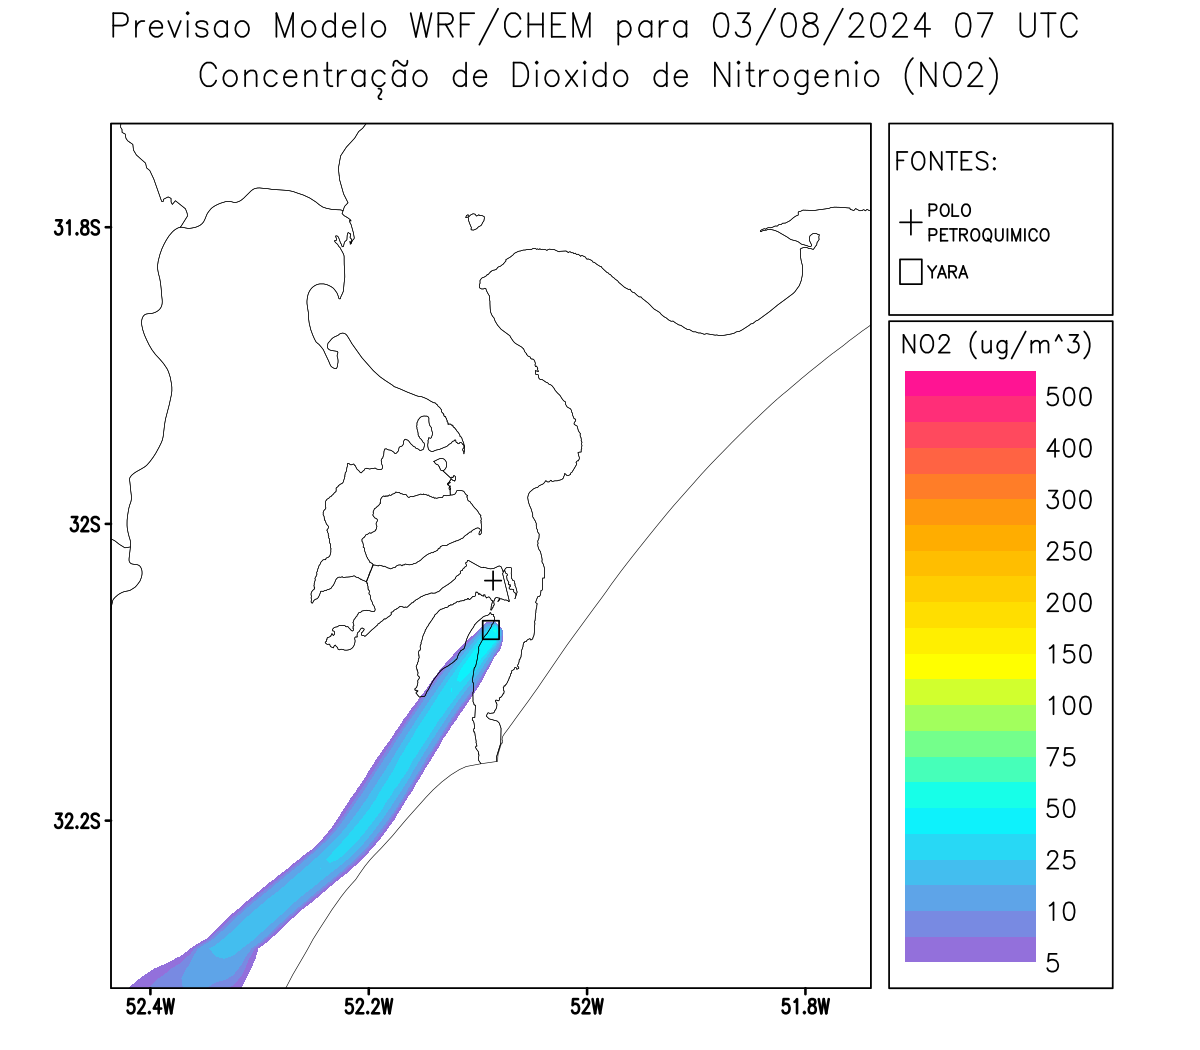 Previsao Modelo WRF/CHEM para 03/08/2024 07 UTC
Concentração de Dioxido de Nitrogenio (NO2)
FONTES:
POLO
PETROQUIMICO
YARA
31.8S
32S
32.2S
52.4W
52.2W
52W
51.8W
NO2 (ug/m^3)
500
400
300
250
200
150
100
75
50
25
10
5